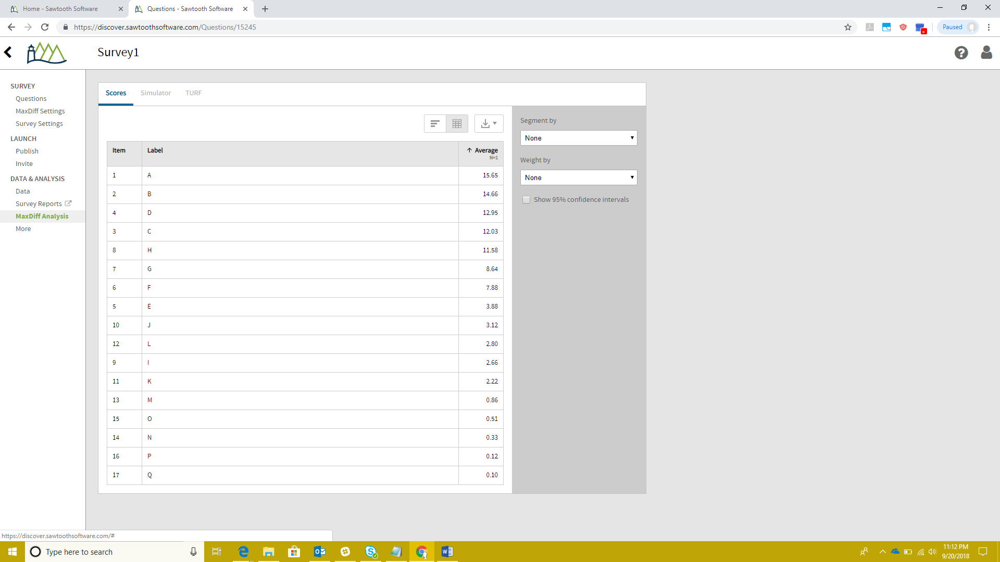 Home - Sawtooth Software
Questions - Sawtooth Software
https://discover.sawtoothsoftware.com/Questions/15245
Paused
Survey1
SURVEY
Questions
MaxDiff Settings
Survey Settings
LAUNCH
Publish
Invite
DATA & ANALYSIS
Data
Survey Reports
MaxDiff Analysis
More
Scores Simulator TURF
Item Label Average
N=1
1 A 15.65
2 B 14.66
4 D 12.95
3 C 12.03
8 H 11.58
7 G 8.64
6 F 7.88
5 E 3.88
10 J 3.12
12 L 2.80
9 I 2.66
11 K 2.22
13 M 0.86
15 O 0.51
14 N 0.33
16 P 0.12
17 Q 0.10
Segment by
None
Weight by
None
Show 95% confidence intervals
https://discover.sawtoothsoftware.com/#
Type here to search
11:12 PM
9/20/2018